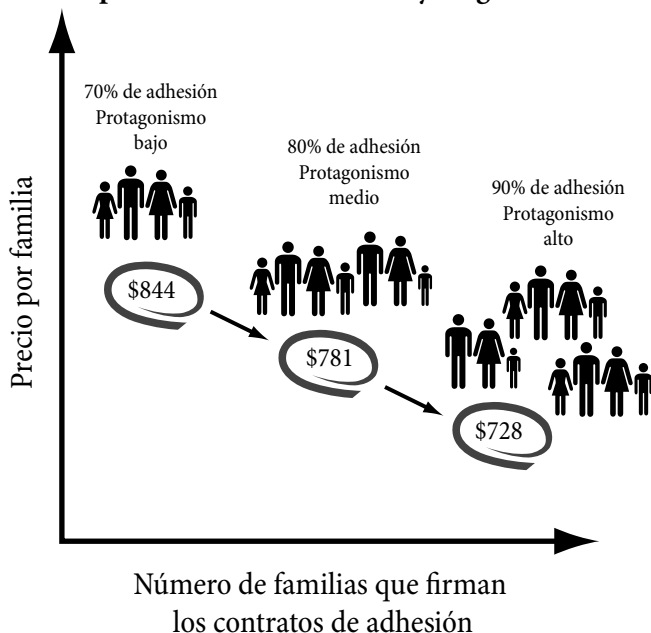 70% de adhesión
Protagonismo
bajo
80% de adhesión
Protagonismo
medio
90% de adhesión
Protagonismo
alto
$844
$781
$728
Precio por familia
Número de familias que firman
los contratos de adhesión